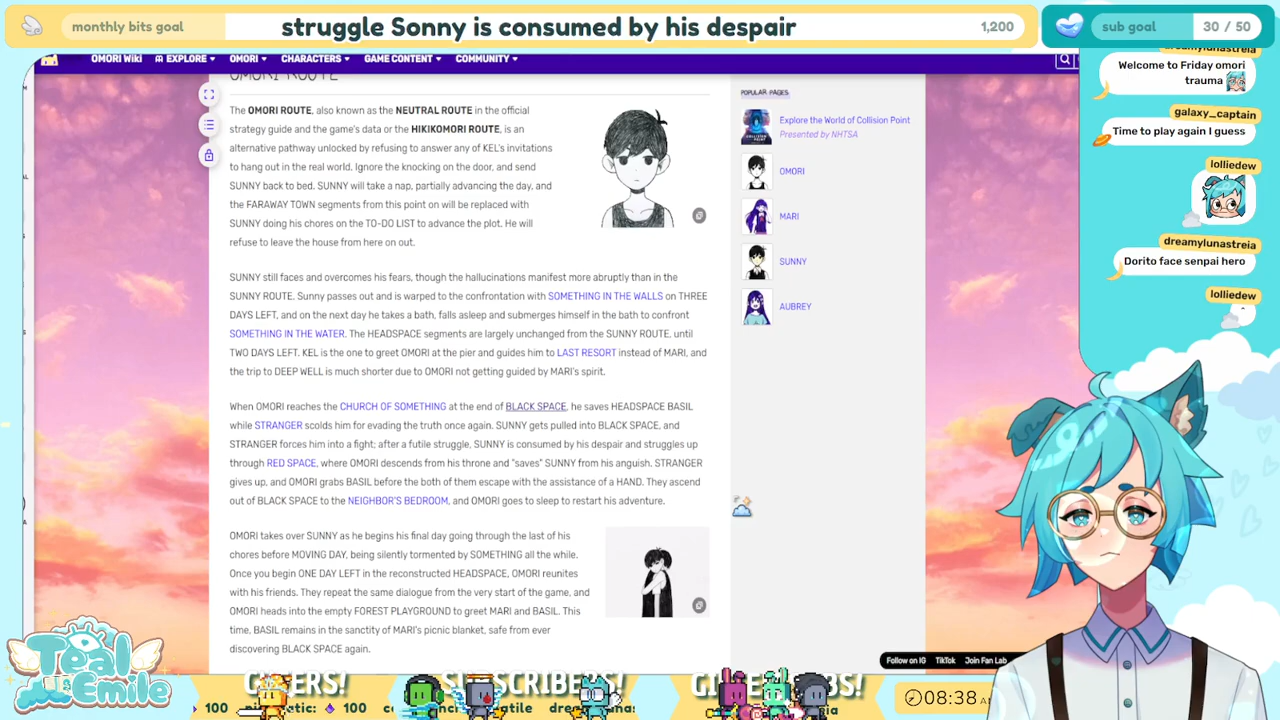 monthly bits goal
struggle Sonny is consumed by his despair
1,200
sub goal
30 / 50
OMORI Wiki
EXPLORE
OMORI
CHARACTERS
GAME CONTENT
COMMUNITY
OMORI ROUTE
The OMORI ROUTE, also known as the NEUTRAL ROUTE in the official
strategy guide and the game's data or the HIKIKOMORI ROUTE, is an
alternative pathway unlocked by refusing to answer any of KEL's invitations
to hang out in the real world. Ignore the knocking on the door, and send
SUNNY back to bed. SUNNY will take a nap, partially advancing the day, and
the FARAWAY TOWN segments from this point on will be replaced with
SUNNY doing his chores on the TO-DO LIST to advance the plot. He will
refuse to leave the house from here on out.
SUNNY still faces and overcomes his fears, though the hallucinations manifest more abruptly than in the
SUNNY ROUTE. Sunny passes out and is warped to the confrontation with SOMETHING IN THE WALLS on THREE
DAYS LEFT, and on the next day he takes a bath, falls asleep and submerges himself in the bath to confront
SOMETHING IN THE WATER. The HEADSPACE segments are largely unchanged from the SUNNY ROUTE, until
TWO DAYS LEFT. KEL is the one to greet OMORI at the pier and guides him to LAST RESORT instead of MARI, and
the trip to DEEP WELL is much shorter due to OMORI not getting guided by MARI's spirit.
When OMORI reaches the CHURCH OF SOMETHING at the end of BLACK SPACE, he saves HEADSPACE BASIL
while STRANGER scolds him for evading the truth once again. SUNNY gets pulled into BLACK SPACE, and
STRANGER forces him into a fight; after a futile struggle, SUNNY is consumed by his despair and struggles up
through RED SPACE, where OMORI descends from his throne and "saves" SUNNY from his anguish. STRANGER
gives up, and OMORI grabs BASIL before the both of them escape with the assistance of a HAND. They ascend
out of BLACK SPACE to the NEIGHBOR'S BEDROOM, and OMORI goes to sleep to restart his adventure.
OMORI takes over SUNNY as he begins his final day going through the last of his
chores before MOVING DAY, being silently tormented by SOMETHING all the while.
Once you begin ONE DAY LEFT in the reconstructed HEADSPACE, OMORI reunites
with his friends. They repeat the same dialogue from the very start of the game, and
OMORI heads into the empty FOREST PLAYGROUND to greet MARI and BASIL. This
time, BASIL remains in the sanctity of MARI's picnic blanket, safe from ever
discovering BLACK SPACE again.
POPULAR PAGES
Explore the World of Collision Point
Presented by NHTSA
OMORI
MARI
SUNNY
AUBREY
Follow on IG
TikTok
Join Fan Lab
dreamylunastreia
Welcome to Friday omori
trauma
galaxy_captain
Time to play again I guess
lolliedew
dreamylunastreia
Dorito face senpai hero
lolliedew
Teal
Emile
100
100
08:38